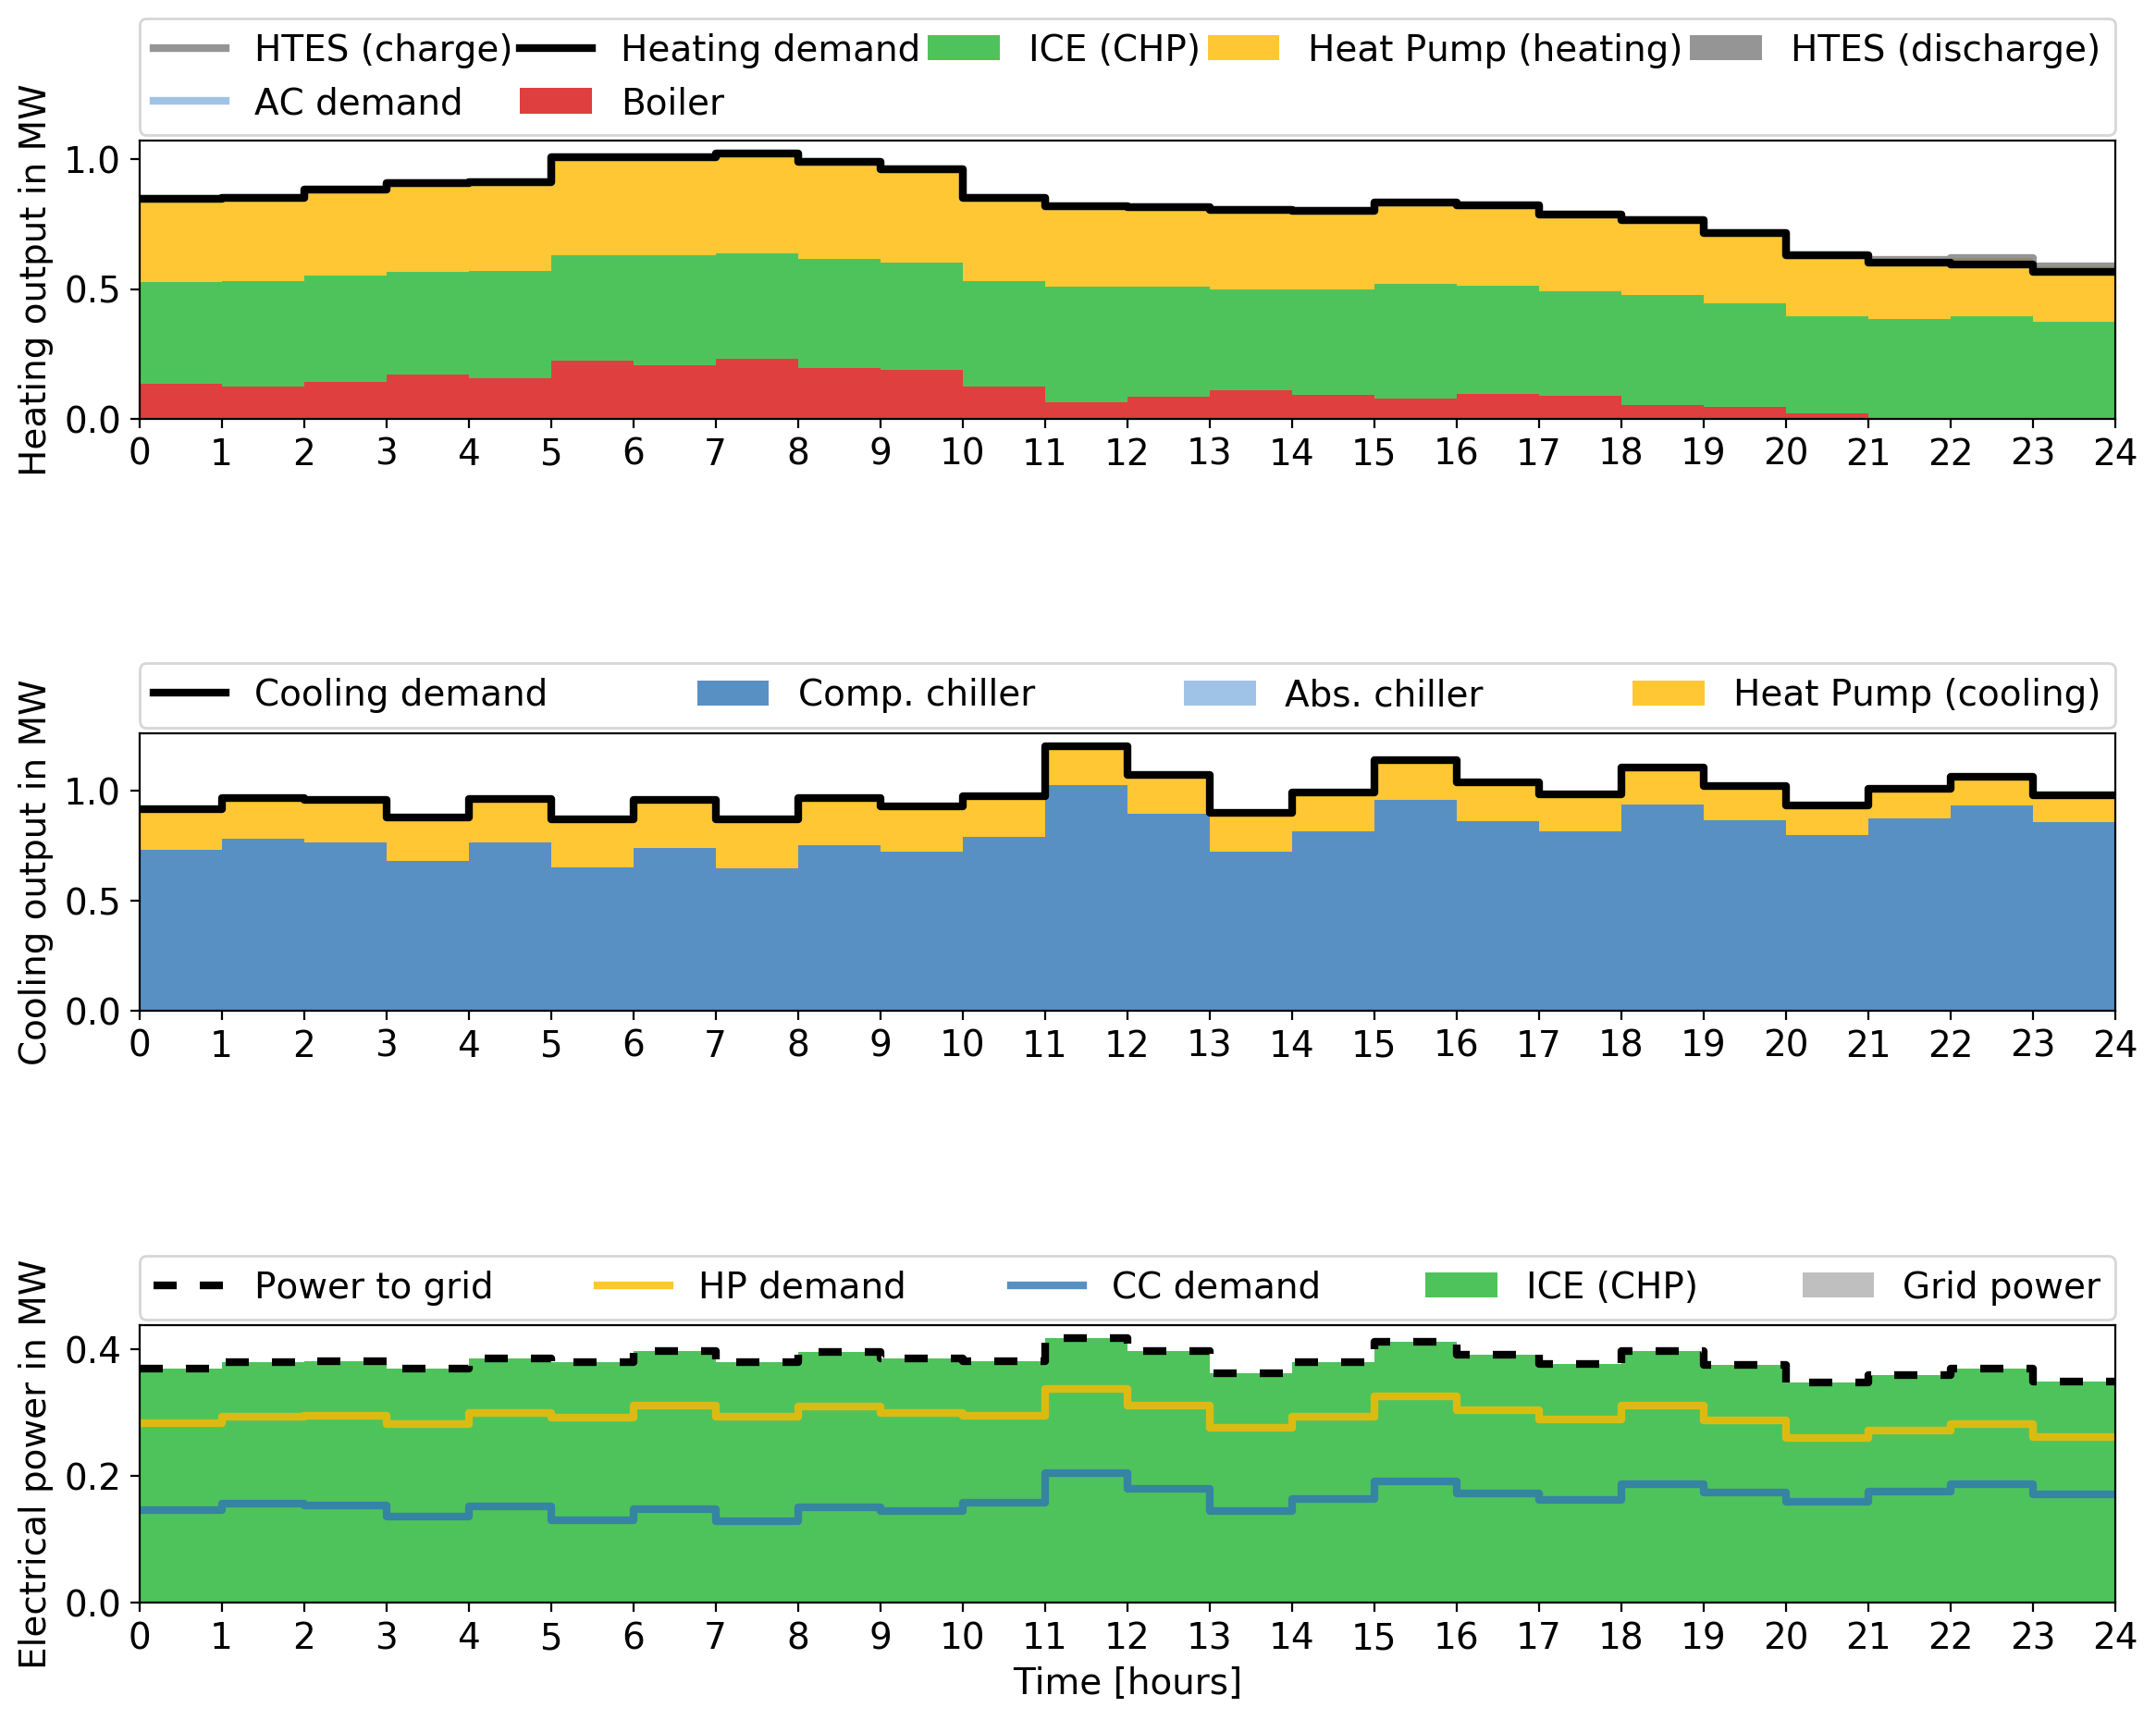 HTES (charge) Heating demand ICE (CHP) Heat Pump (heating) HTES (discharge)
AC demand Boiler
Heating output in MW
1.0
0.5
0.0
0 1 2 3 4 5 6 7 8 9 10 11 12 13 14 15 16 17 18 19 20 21 22 23 24
Cooling demand Comp. chiller Abs. chiller Heat Pump (cooling)
Cooling output in MW
1.0
0.5
0.0
0 1 2 3 4 5 6 7 8 9 10 11 12 13 14 15 16 17 18 19 20 21 22 23 24
Power to grid HP demand CC demand ICE (CHP) Grid power
Electrical power in MW
0.4
0.2
0.0
0 1 2 3 4 5 6 7 8 9 10 11 12 13 14 15 16 17 18 19 20 21 22 23 24
Time [hours]